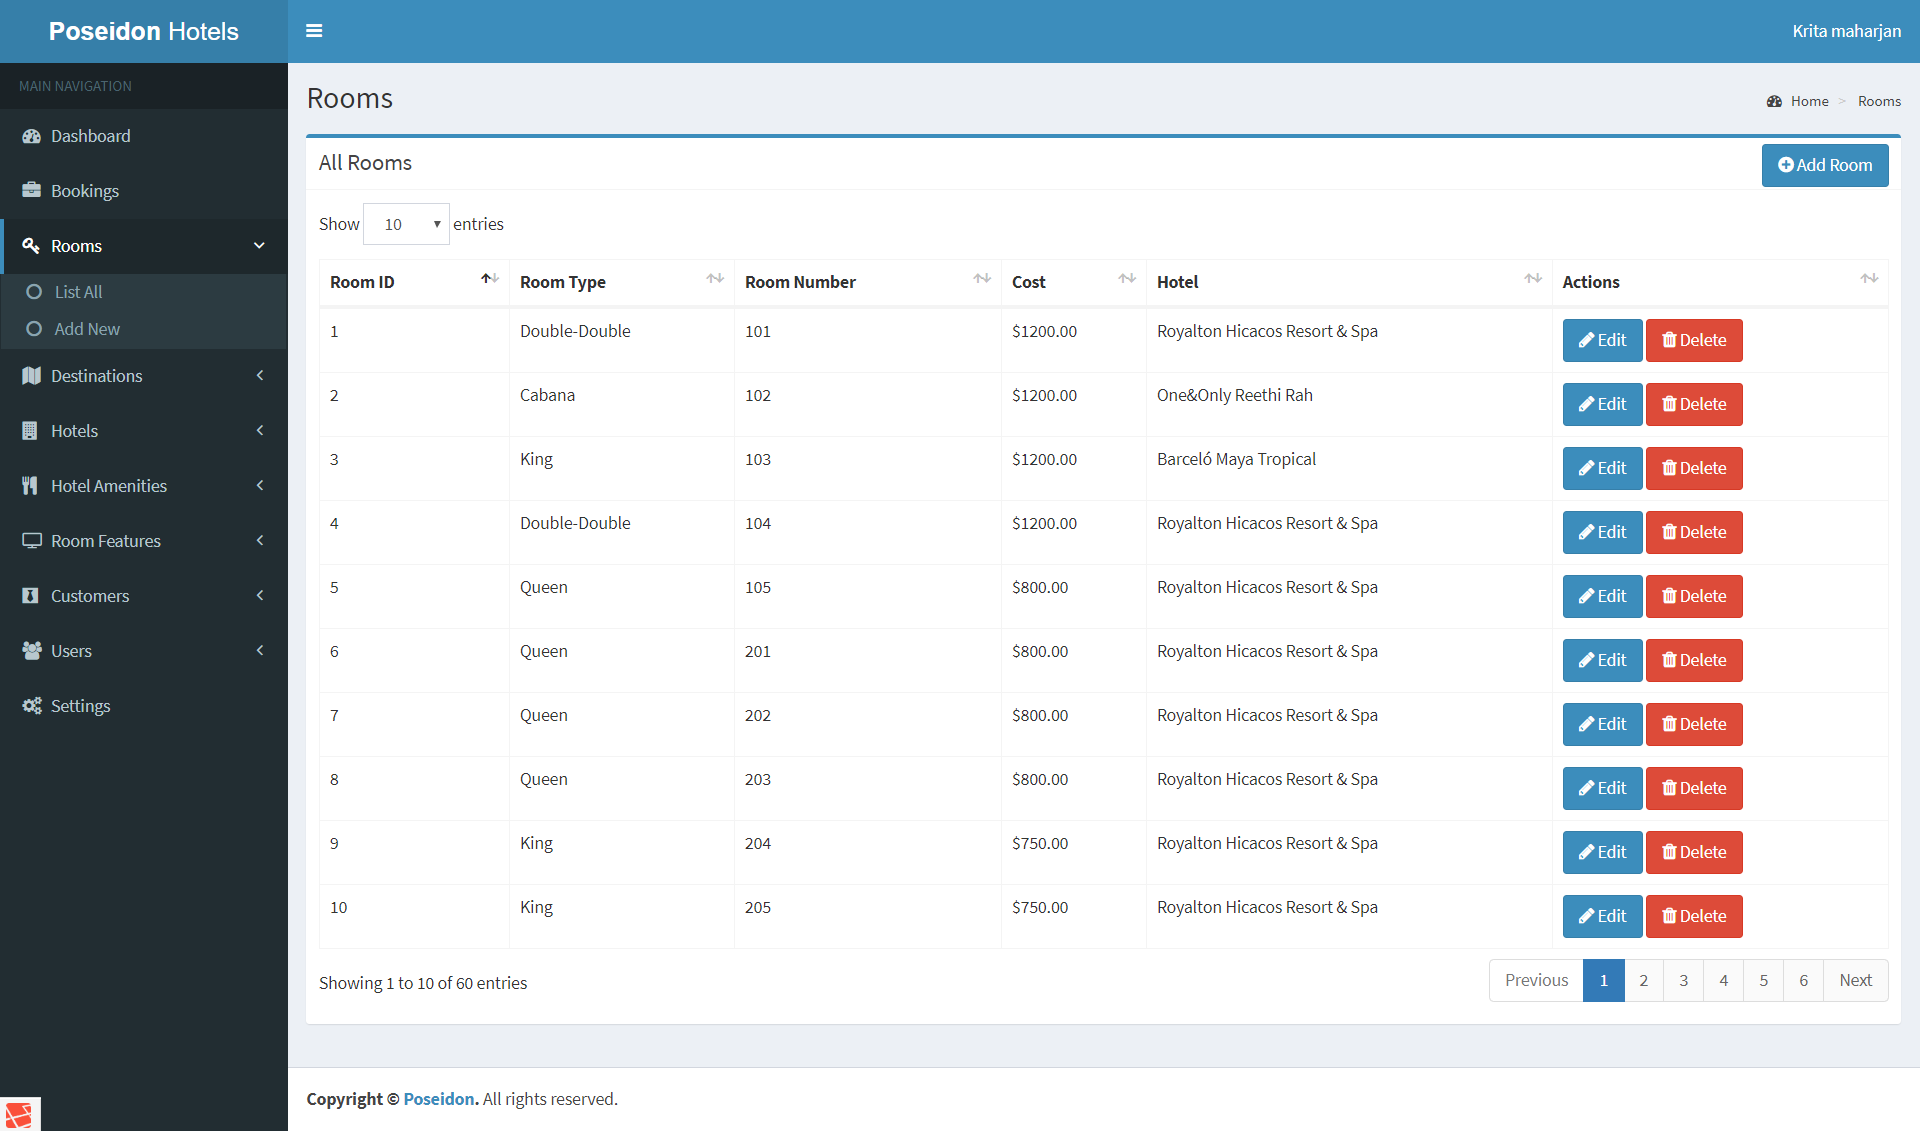 Poseidon Hotels
Krita maharjan
MAIN NAVIGATION
Dashboard
Bookings
Rooms
List All
Add New
Destinations
Hotels
Hotel Amenities
Room Features
Customers
Users
Settings
Rooms
Home > Rooms
All Rooms
Add Room
Show 10 entries
Room ID Room Type Room Number Cost Hotel Actions
1 Double-Double 101 $1200.00 Royalton Hicacos Resort & Spa Edit Delete
2 Cabana 102 $1200.00 One&Only Reethi Rah Edit Delete
3 King 103 $1200.00 Barceló Maya Tropical Edit Delete
4 Double-Double 104 $1200.00 Royalton Hicacos Resort & Spa Edit Delete
5 Queen 105 $800.00 Royalton Hicacos Resort & Spa Edit Delete
6 Queen 201 $800.00 Royalton Hicacos Resort & Spa Edit Delete
7 Queen 202 $800.00 Royalton Hicacos Resort & Spa Edit Delete
8 Queen 203 $800.00 Royalton Hicacos Resort & Spa Edit Delete
9 King 204 $750.00 Royalton Hicacos Resort & Spa Edit Delete
10 King 205 $750.00 Royalton Hicacos Resort & Spa Edit Delete
Showing 1 to 10 of 60 entries
Previous 1 2 3 4 5 6 Next
Copyright © Poseidon. All rights reserved.